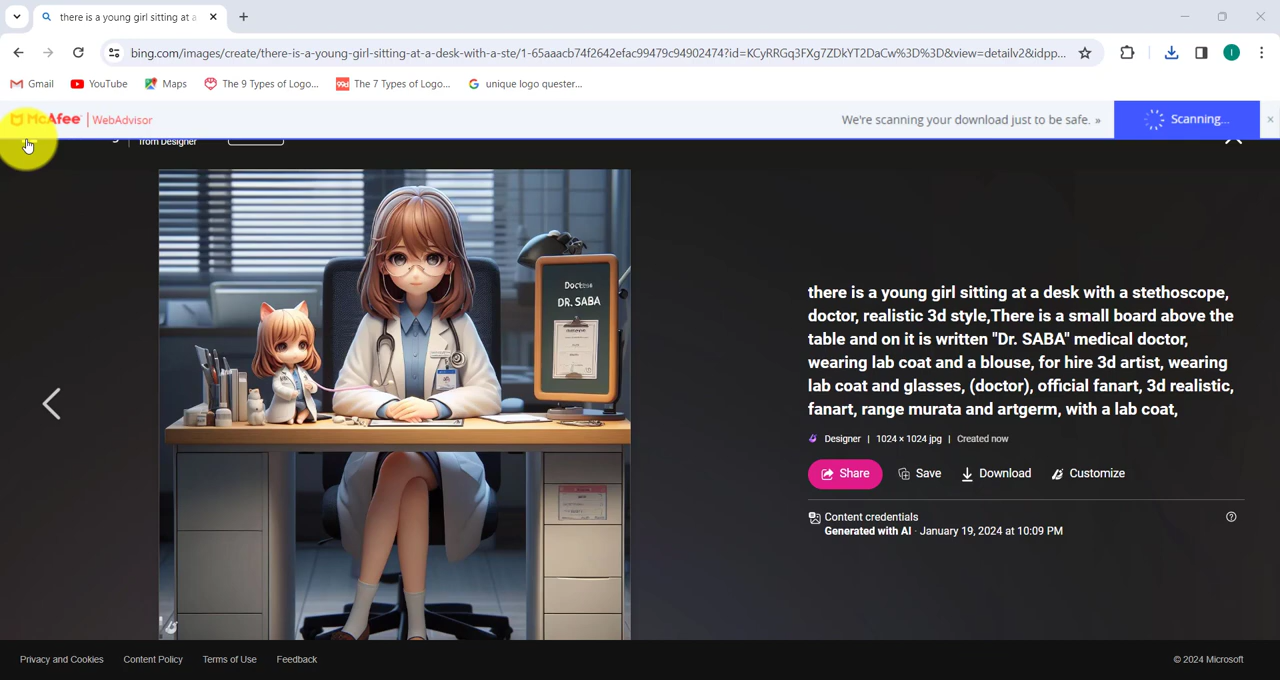 there is a young girl sitting at a
bing.com/images/create/there-is-a-young-girl-sitting-at-a-desk-with-a-ste/1-65aaacb74f2642efac99479c94902474?id=KCyRRGq3FXg7ZDkYT2DaCw%3D%3D&view=detailv2&idpp...
I
Gmail
YouTube
Maps
The 9 Types of Logo...
The 7 Types of Logo...
unique logo quester...
McAfee | WebAdvisor
We're scanning your download just to be safe. »
Scanning...
from Designer
DR. SABA
there is a young girl sitting at a desk with a stethoscope,
doctor, realistic 3d style,There is a small board above the
table and on it is written "Dr. SABA" medical doctor,
wearing lab coat and a blouse, for hire 3d artist, wearing
lab coat and glasses, (doctor), official fanart, 3d realistic,
fanart, range murata and artgerm, with a lab coat,
Designer | 1024 × 1024 jpg | Created now
Share
Save
Download
Customize
Content credentials
Generated with AI · January 19, 2024 at 10:09 PM
Privacy and Cookies
Content Policy
Terms of Use
Feedback
© 2024 Microsoft